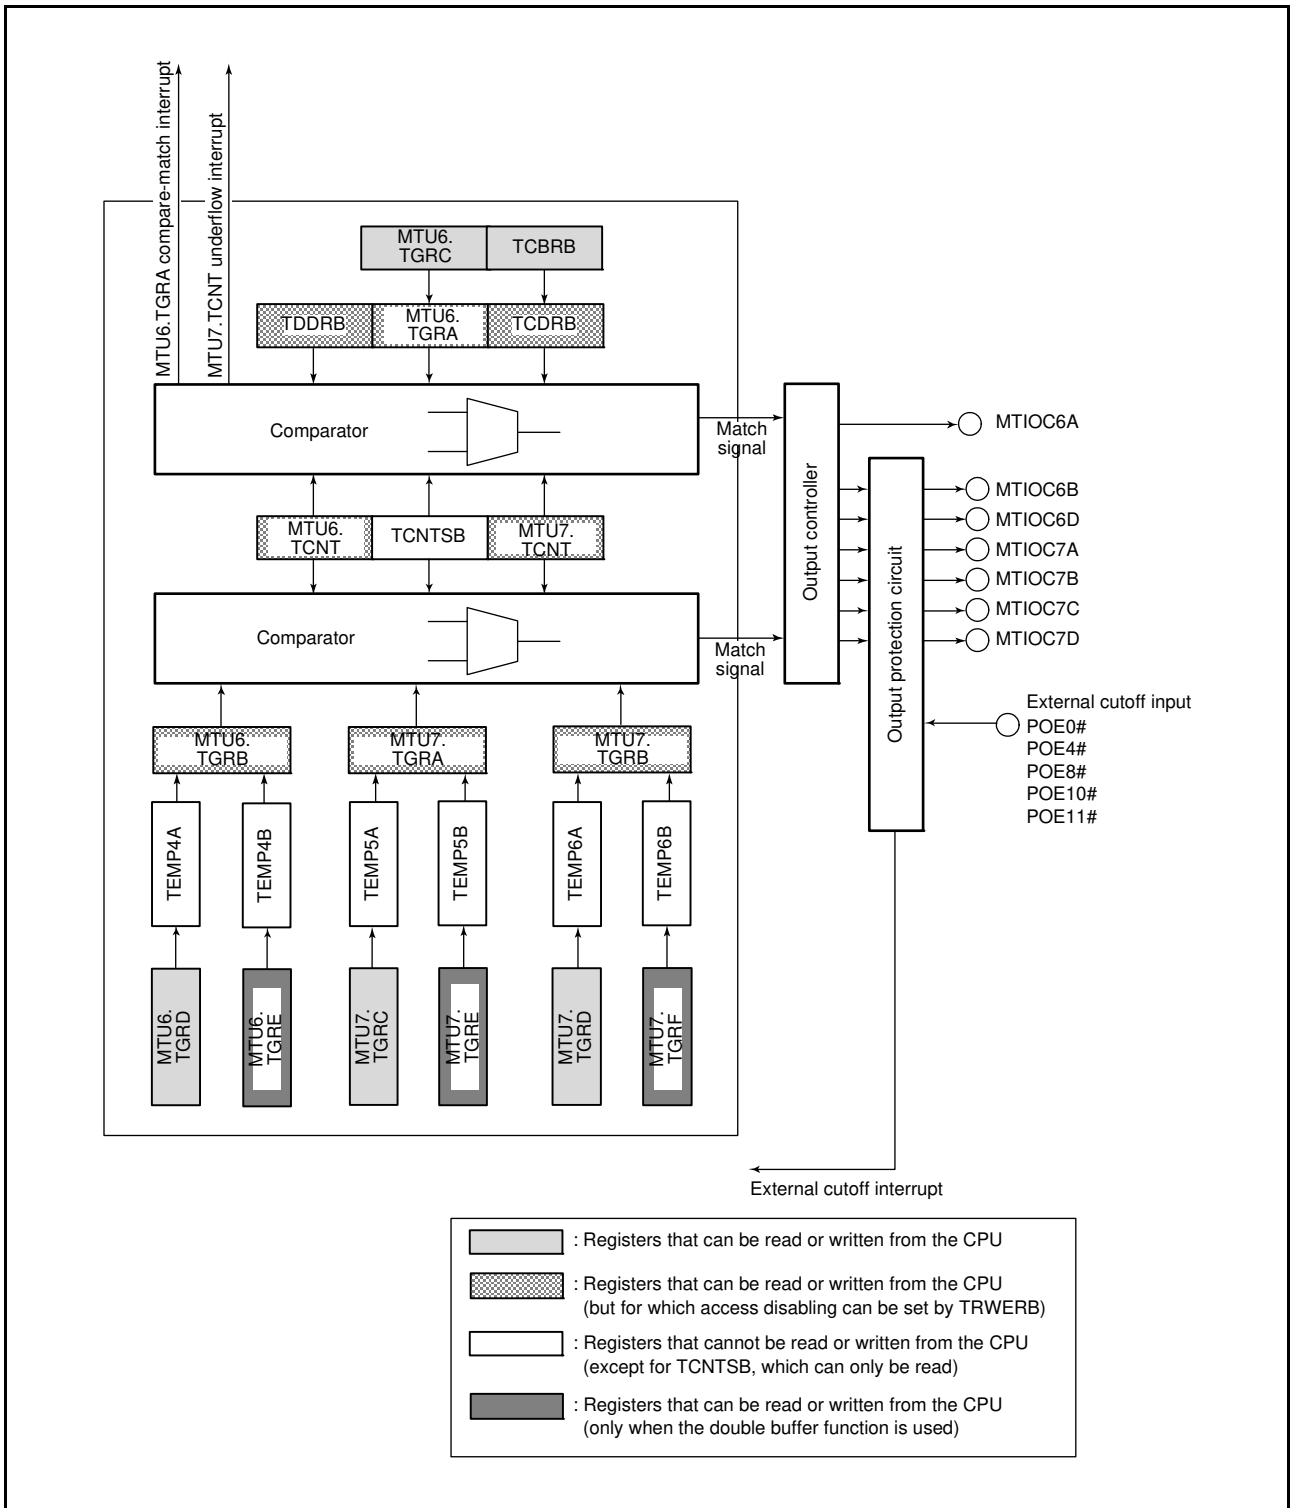 MTU6.TGRA compare-match interrupt
MTU7.TCNT underflow interrupt
MTU6.
TGRC
TCBRB
TDDRB
MTU6.
TGRA
TCDRB
Comparator
Match
signal
MTU6.
TCNT
TCNTSB
MTU7.
TCNT
Comparator
Match
signal
Output controller
Output protection circuit
MTIOC6A
MTIOC6B
MTIOC6D
MTIOC7A
MTIOC7B
MTIOC7C
MTIOC7D
External cutoff input
POE0#
POE4#
POE8#
POE10#
POE11#
MTU6.
TGRB
MTU7.
TGRA
MTU7.
TGRB
TEMP4A
TEMP4B
TEMP5A
TEMP5B
TEMP6A
TEMP6B
MTU6.
TGRD
MTU6.
TGRE
MTU7.
TGRC
MTU7.
TGRE
MTU7.
TGRD
MTU7.
TGRF
External cutoff interrupt
: Registers that can be read or written from the CPU
: Registers that can be read or written from the CPU
(but for which access disabling can be set by TRWERB)
: Registers that cannot be read or written from the CPU
(except for TCNTSB, which can only be read)
: Registers that can be read or written from the CPU
(only when the double buffer function is used)